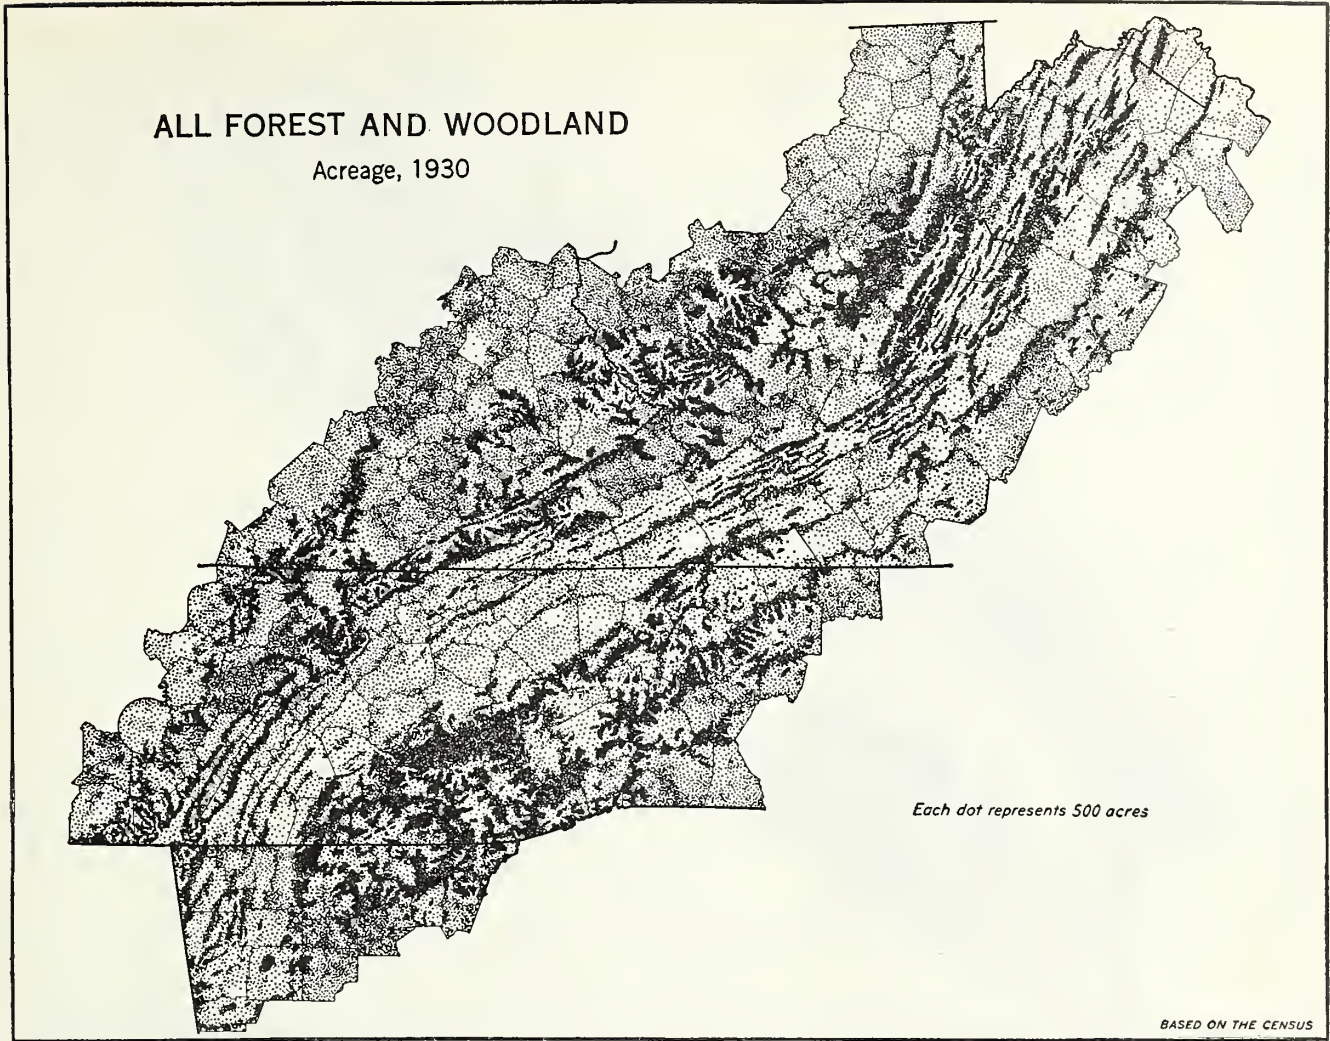 ALL FOREST AND WOODLAND
Acreage, 1930
Each dot represents 500 acres
BASED ON THE CENSUS